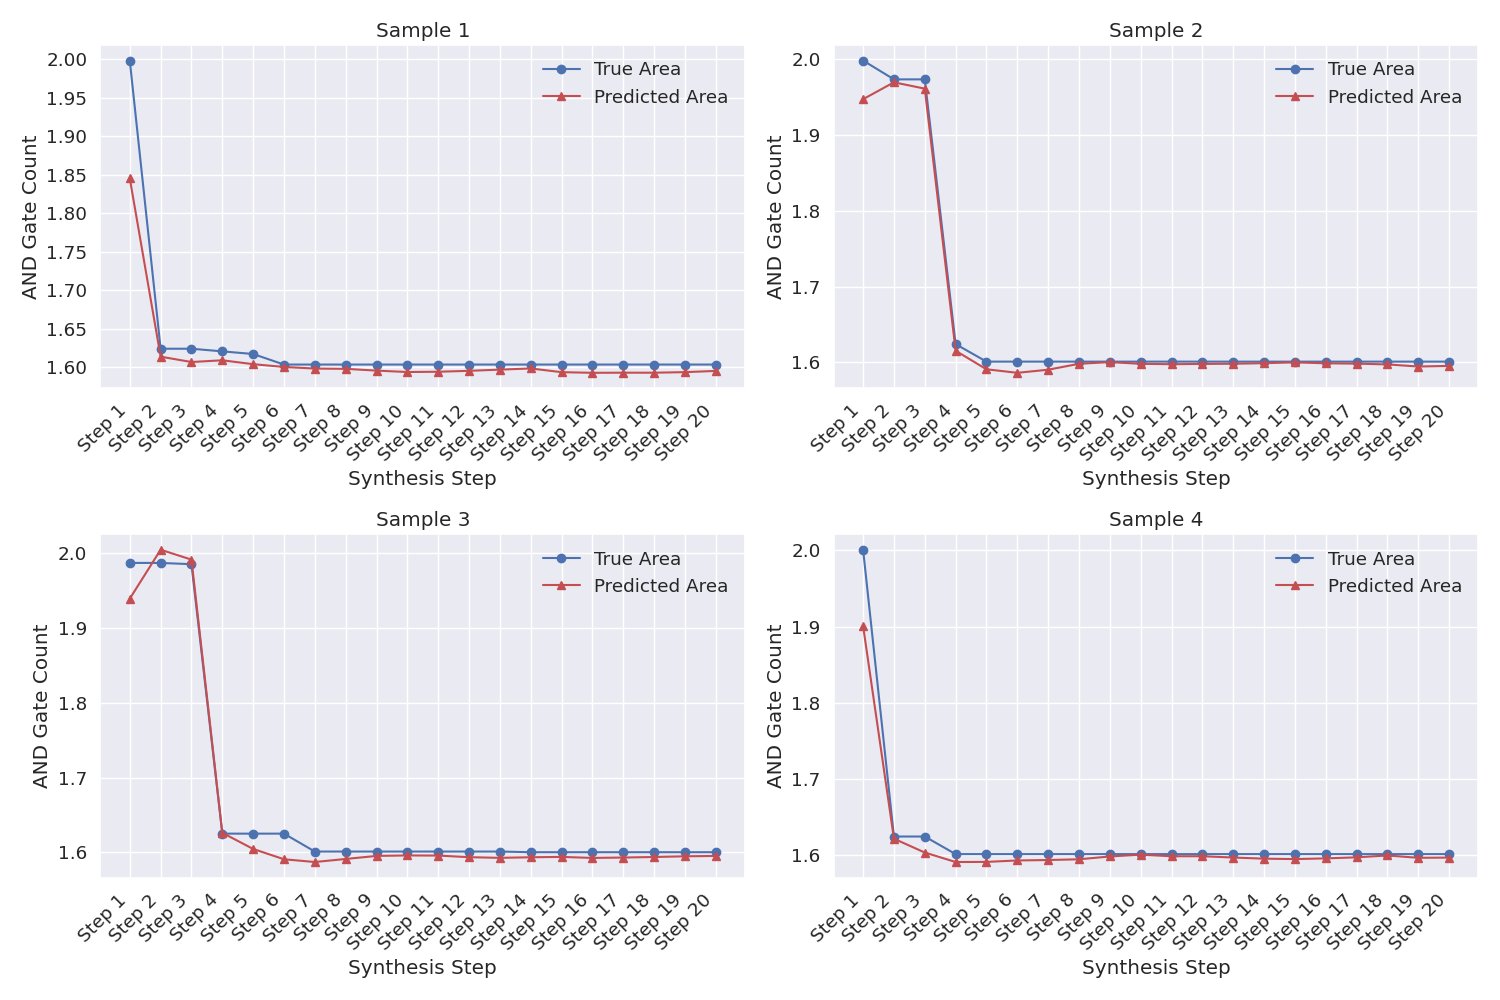 Sample 1
True Area
Predicted Area
AND Gate Count
2.00
1.95
1.90
1.85
1.80
1.75
1.70
1.65
1.60
Step 1
Step 2
Step 3
Step 4
Step 5
Step 6
Step 7
Step 8
Step 9
Step 10
Step 11
Step 12
Step 13
Step 14
Step 15
Step 16
Step 17
Step 18
Step 19
Step 20
Synthesis Step
Sample 2
True Area
Predicted Area
AND Gate Count
2.0
1.9
1.8
1.7
1.6
Step 1
Step 2
Step 3
Step 4
Step 5
Step 6
Step 7
Step 8
Step 9
Step 10
Step 11
Step 12
Step 13
Step 14
Step 15
Step 16
Step 17
Step 18
Step 19
Step 20
Synthesis Step
Sample 3
True Area
Predicted Area
AND Gate Count
2.0
1.9
1.8
1.7
1.6
Step 1
Step 2
Step 3
Step 4
Step 5
Step 6
Step 7
Step 8
Step 9
Step 10
Step 11
Step 12
Step 13
Step 14
Step 15
Step 16
Step 17
Step 18
Step 19
Step 20
Synthesis Step
Sample 4
True Area
Predicted Area
AND Gate Count
2.0
1.9
1.8
1.7
1.6
Step 1
Step 2
Step 3
Step 4
Step 5
Step 6
Step 7
Step 8
Step 9
Step 10
Step 11
Step 12
Step 13
Step 14
Step 15
Step 16
Step 17
Step 18
Step 19
Step 20
Synthesis Step